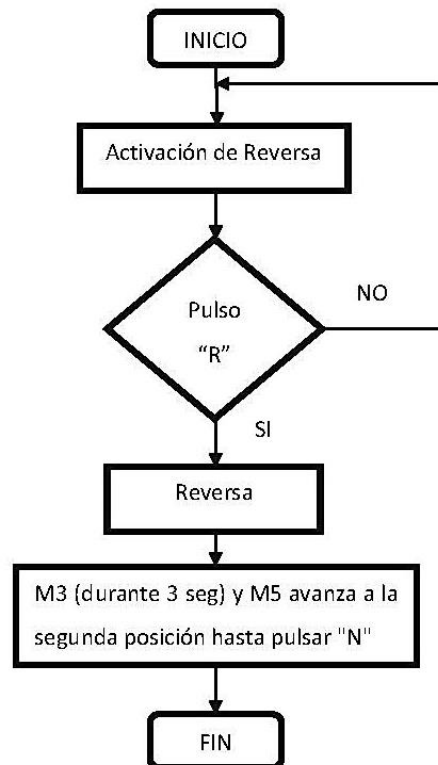 INICIO
Activación de Reversa
Pulso
“R”
NO
SI
Reversa
M3 (durante 3 seg) y M5 avanza a la
segunda posición hasta pulsar "N"
FIN